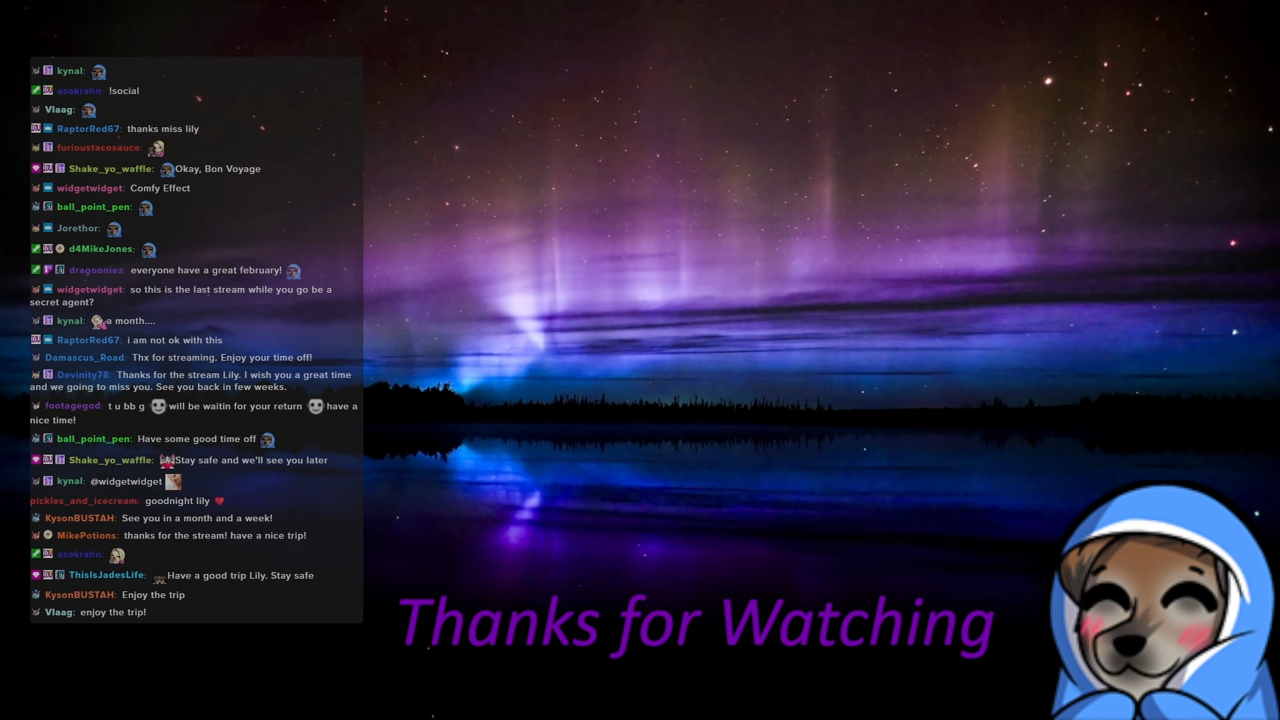 kynal:
asokrahn: !social
Vlaag:
RaptorRed67: thanks miss lily
furioustacosauce:
Shake_yo_waffle: Okay, Bon Voyage
widgetwidget: Comfy Effect
ball_point_pen:
Jorethor:
d4MikeJones:
dragooniez: everyone have a great february!
widgetwidget: so this is the last stream while you go be a
secret agent?
kynal: a month....
RaptorRed67: i am not ok with this
Damascus_Road: Thx for streaming. Enjoy your time off!
Devinity78: Thanks for the stream Lily. I wish you a great time
and we going to miss you. See you back in few weeks.
footagegod: t u bb g will be waitin for your return have a
nice time!
ball_point_pen: Have some good time off
Shake_yo_waffle: Stay safe and we'll see you later
kynal: @widgetwidget
pickles_and_icecream: goodnight lily
KysonBUSTAH: See you in a month and a week!
MikePotions: thanks for the stream! have a nice trip!
asokrahn:
ThisIsJadesLife: Have a good trip Lily. Stay safe
KysonBUSTAH: Enjoy the trip
Vlaag: enjoy the trip!
Thanks for Watching